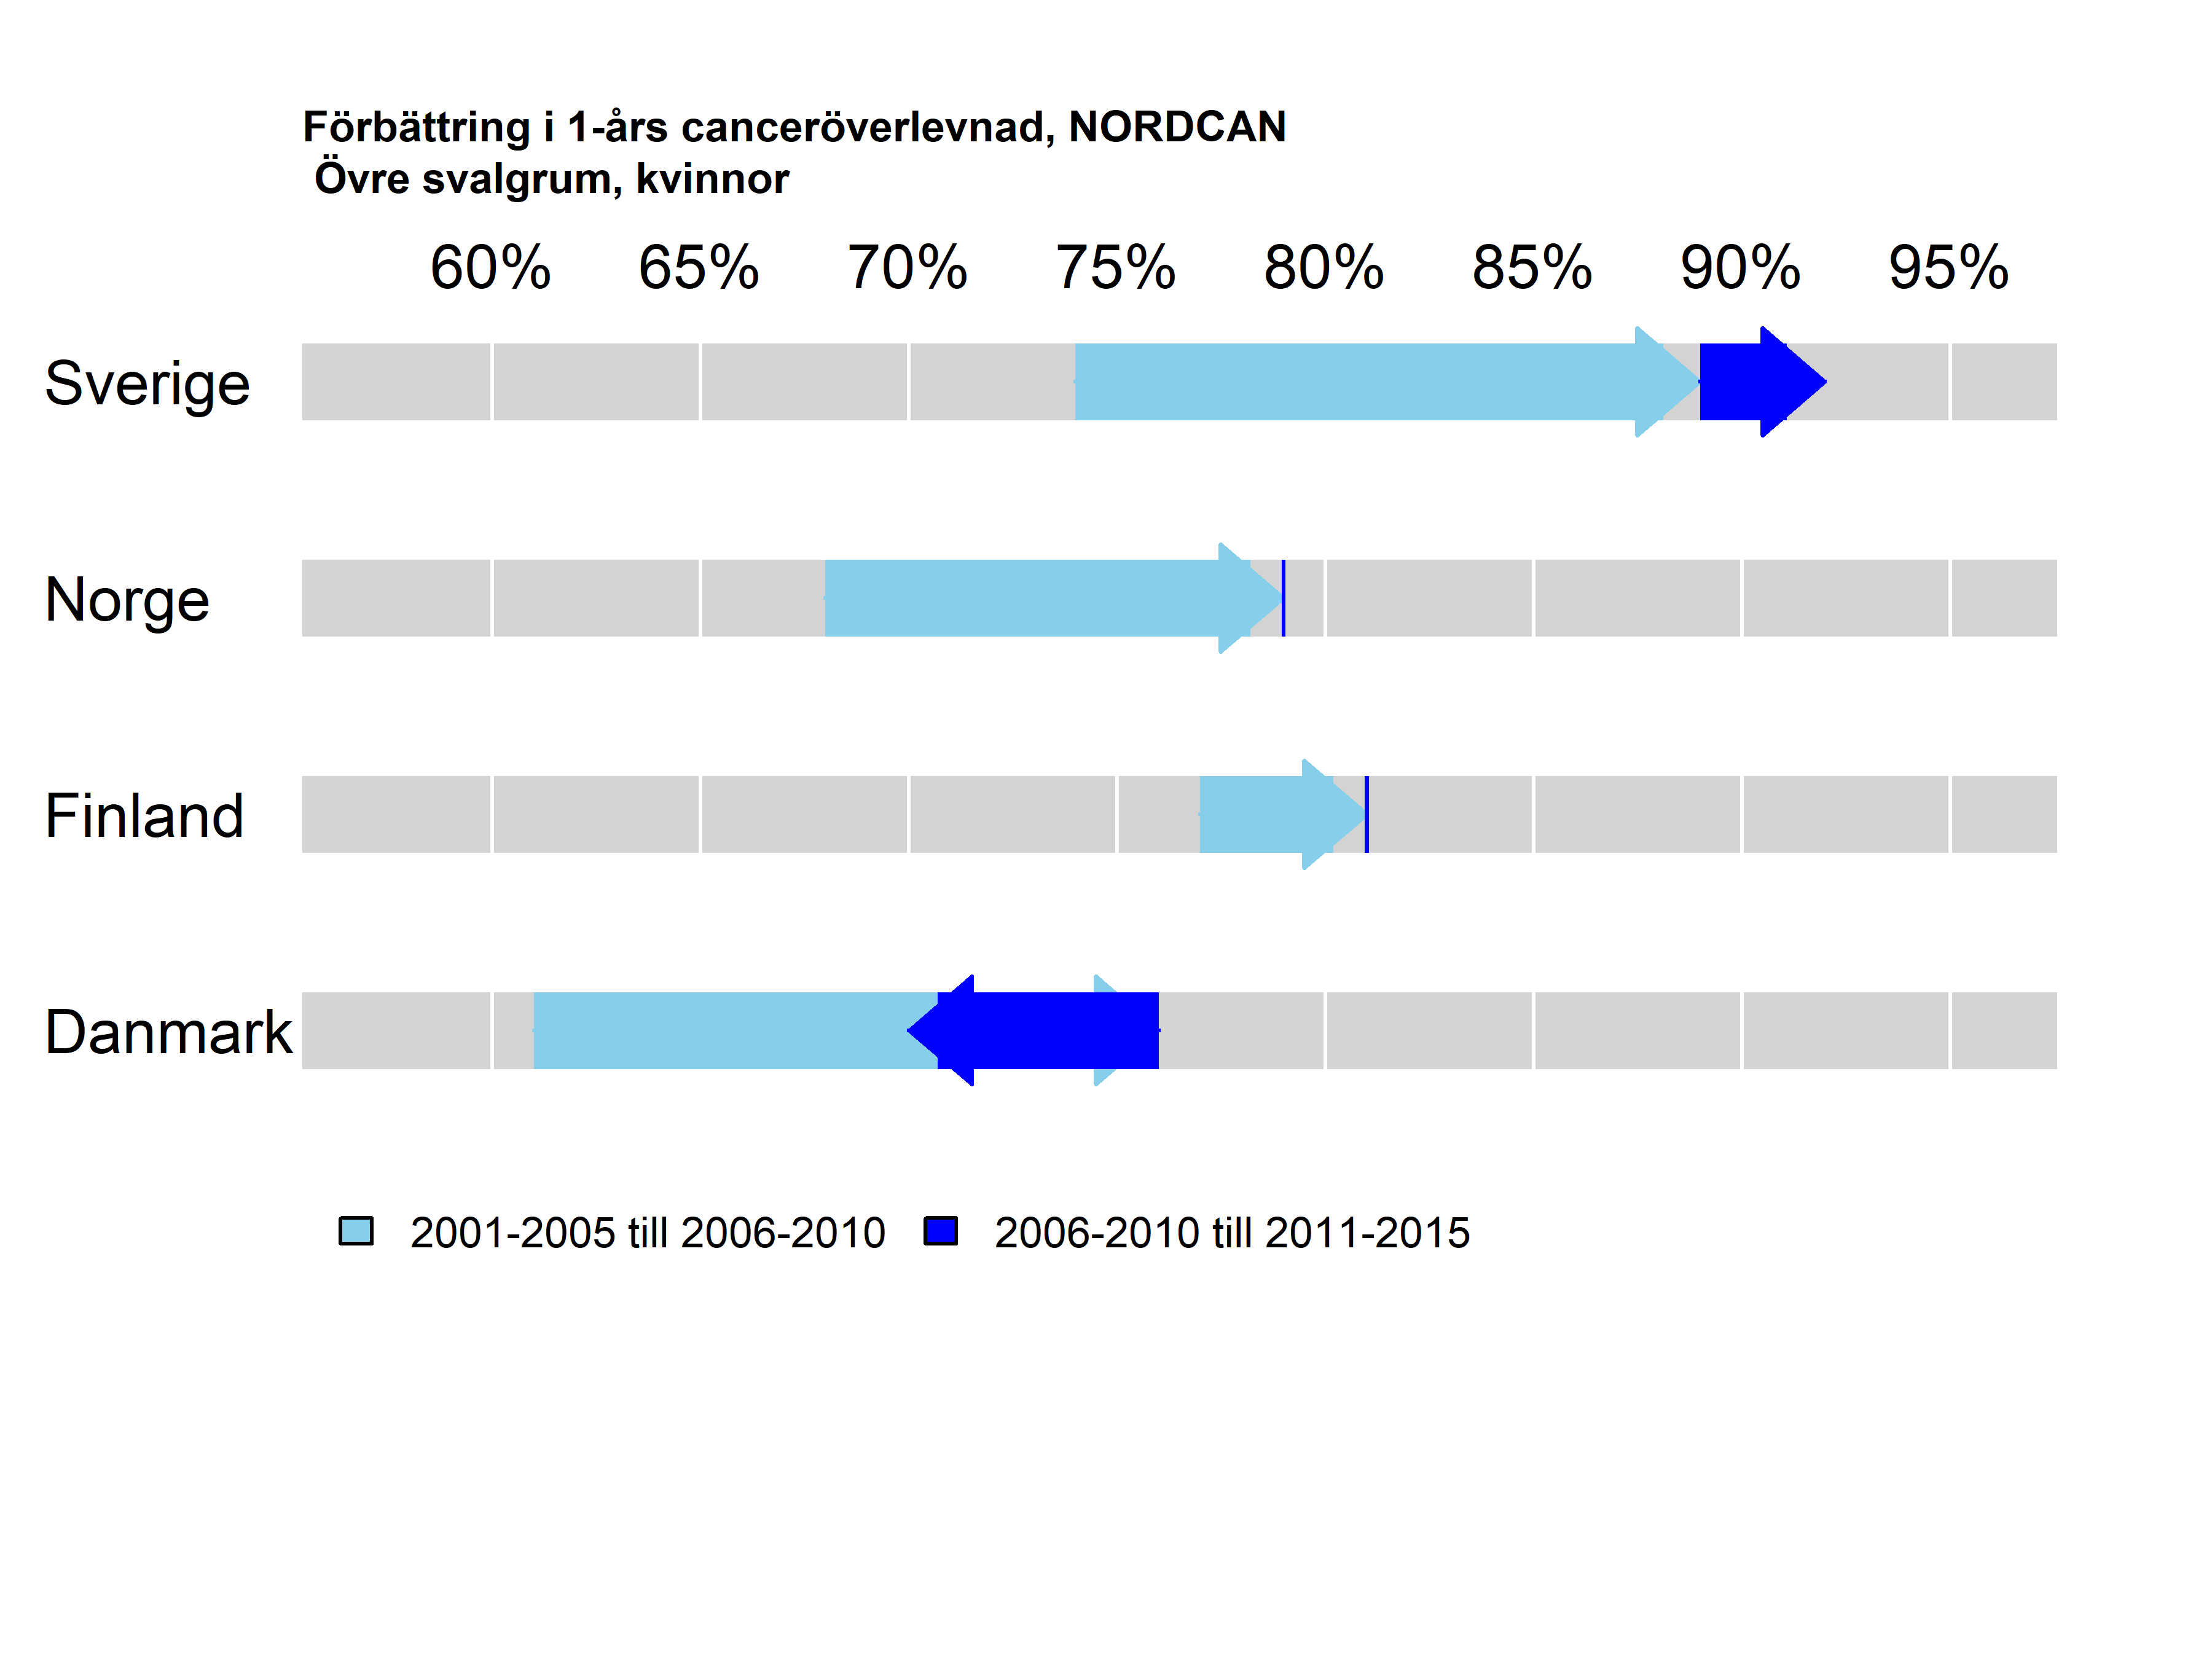 Förbättring i 1-års canceröverlevnad, NORDCAN
Övre svalgrum, kvinnor
60% 65% 70% 75% 80% 85% 90% 95%
Sverige
Norge
Finland
Danmark
2001-2005 till 2006-2010 2006-2010 till 2011-2015